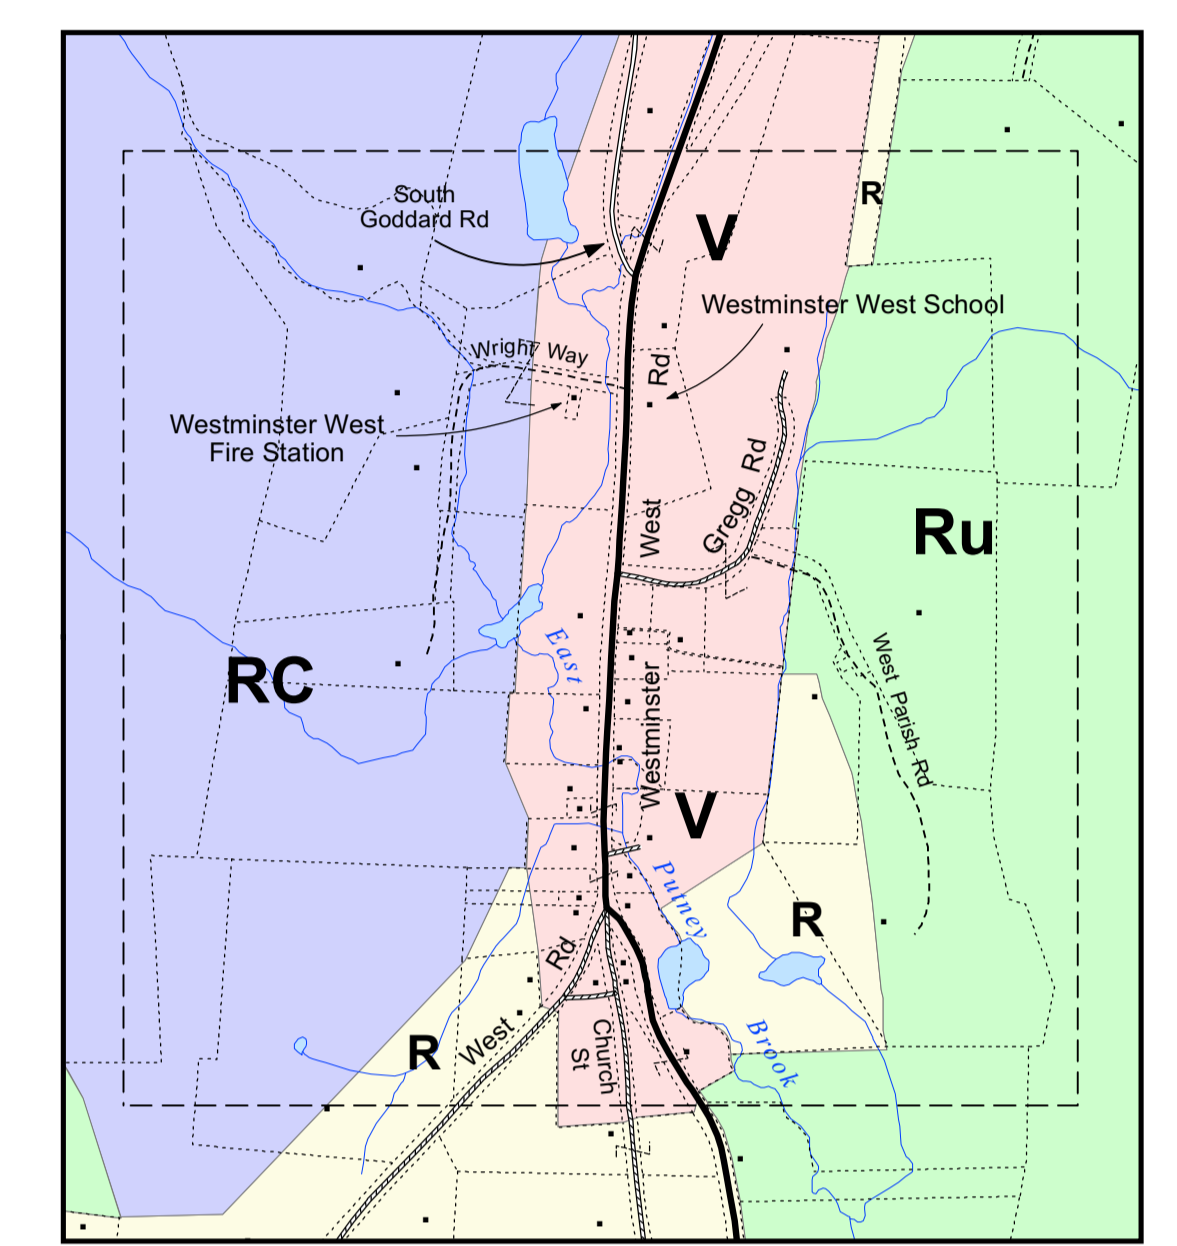 South
Goddard Rd
R
V
Westminster West School
Wright Way
Rd
Westminster West
Fire Station
Gregg Rd
West
Ru
East
RC
West Parish Rd
Westminster
V
Putney
R
Rd
R
West
Church
St
Brook